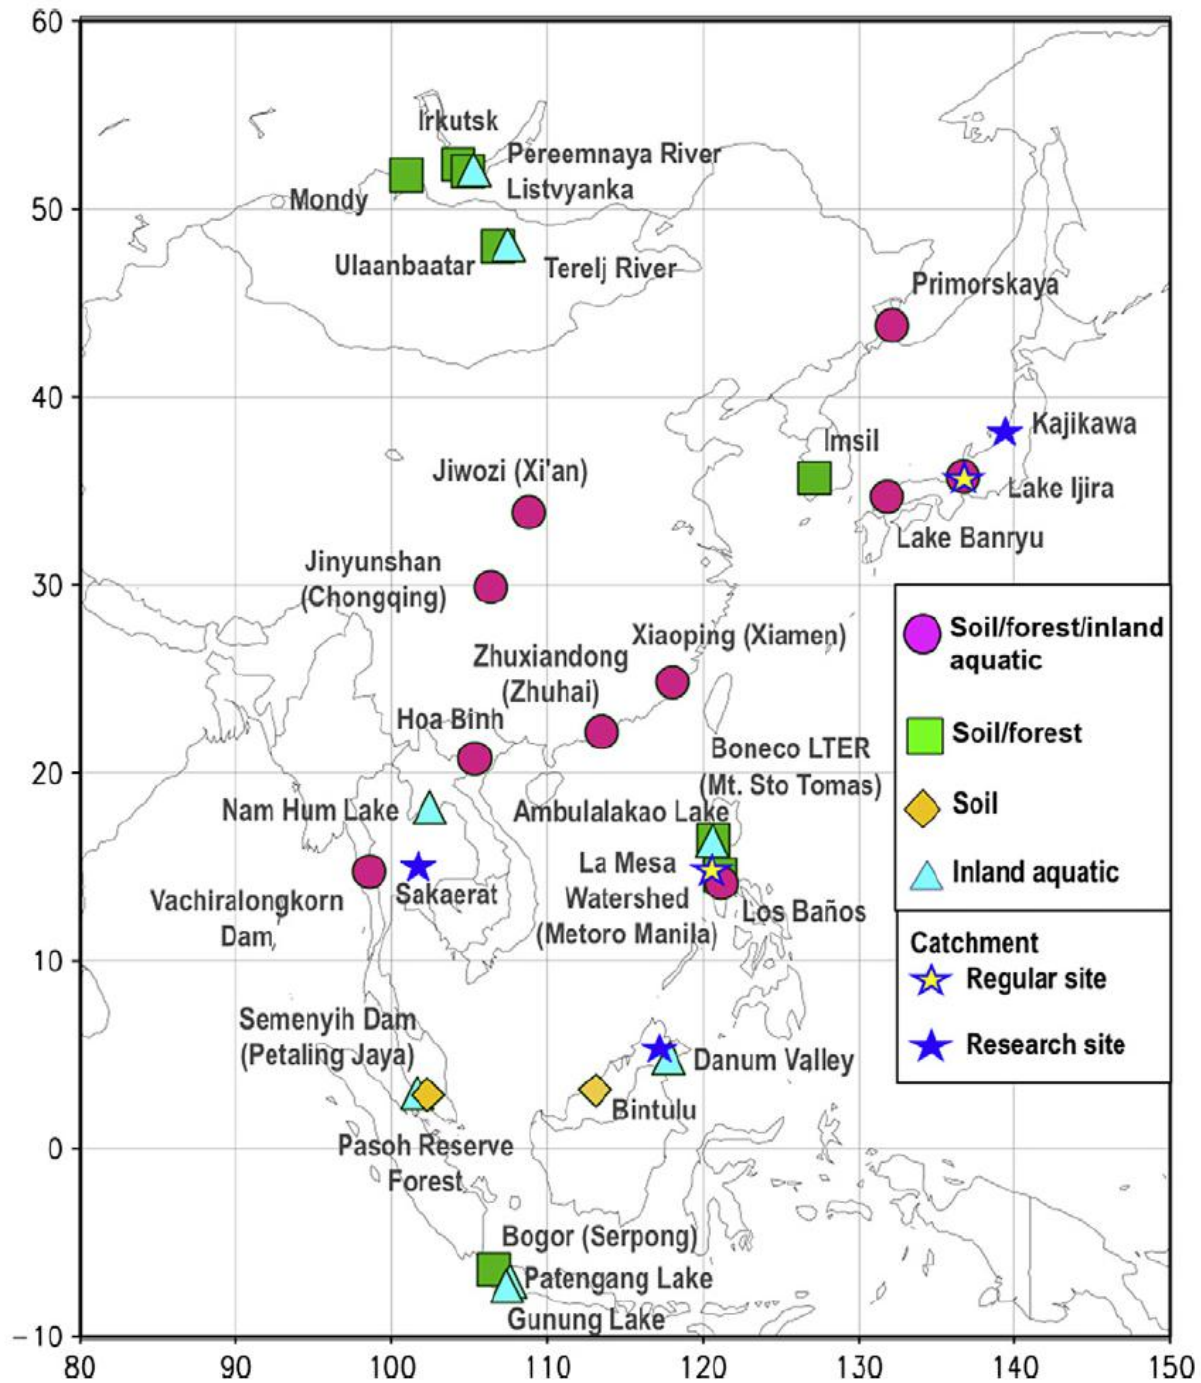 60
Irkutsk
Pereemnaya River
Listvyanka
Mondy
50
Ulaanbaatar
Terelj River
Primorskaya
40
Kajikawa
Imsil
Jiwozi (Xi'an)
Lake Ijira
Lake Banryu
Jinyunshan
(Chongqing)
30
Xiaoping (Xiamen)
Zhuxiandong
(Zhuhai)
Hoa Binh
20
Boneco LTER
(Mt. Sto Tomas)
Nam Hum Lake
Ambulalakao Lake
La Mesa
Watershed
(Metoro Manila)
Sakaerat
Vachiralongkorn
Dam
Los Baños
10
Semenyih Dam
(Petaling Jaya)
Danum Valley
Bintulu
0
Pasoh Reserve
Forest
Bogor (Serpong)
Patengang Lake
Gunung Lake
−10
80 90 100 110 120 130 140 150
Soil/forest/inland
aquatic
Soil/forest
Soil
Inland aquatic
Catchment
Regular site
Research site